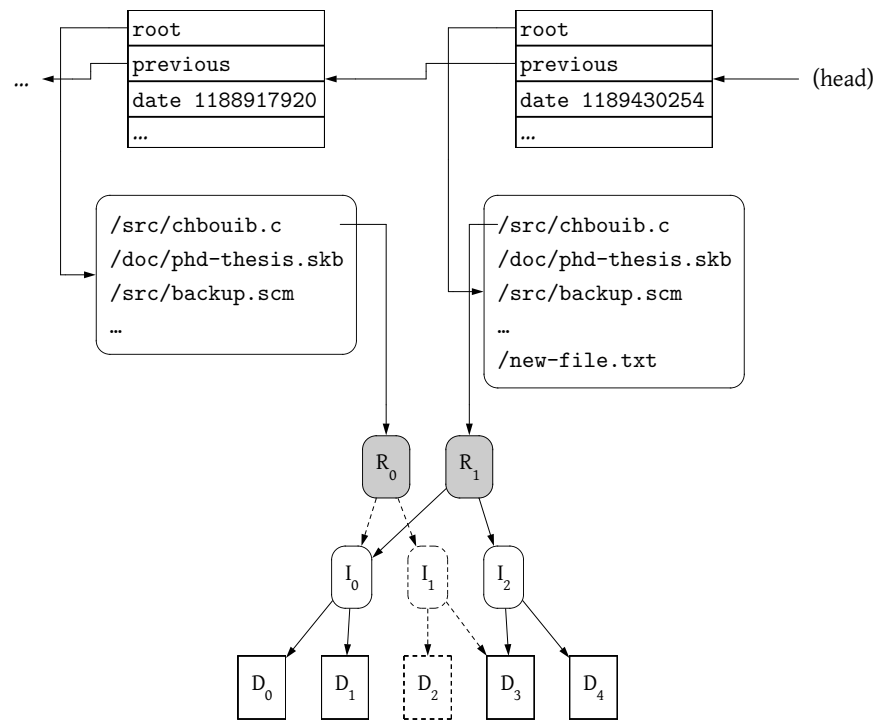 root
previous
date 1188917920
…
root
previous
date 1189430254
…
...
(head)
/src/chbouib.c
/doc/phd-thesis.skb
/src/backup.scm
…
/src/chbouib.c
/doc/phd-thesis.skb
/src/backup.scm
…
/new-file.txt
R₀ R₁
I₀ I₁ I₂
D₀ D₁ D₂ D₃ D₄